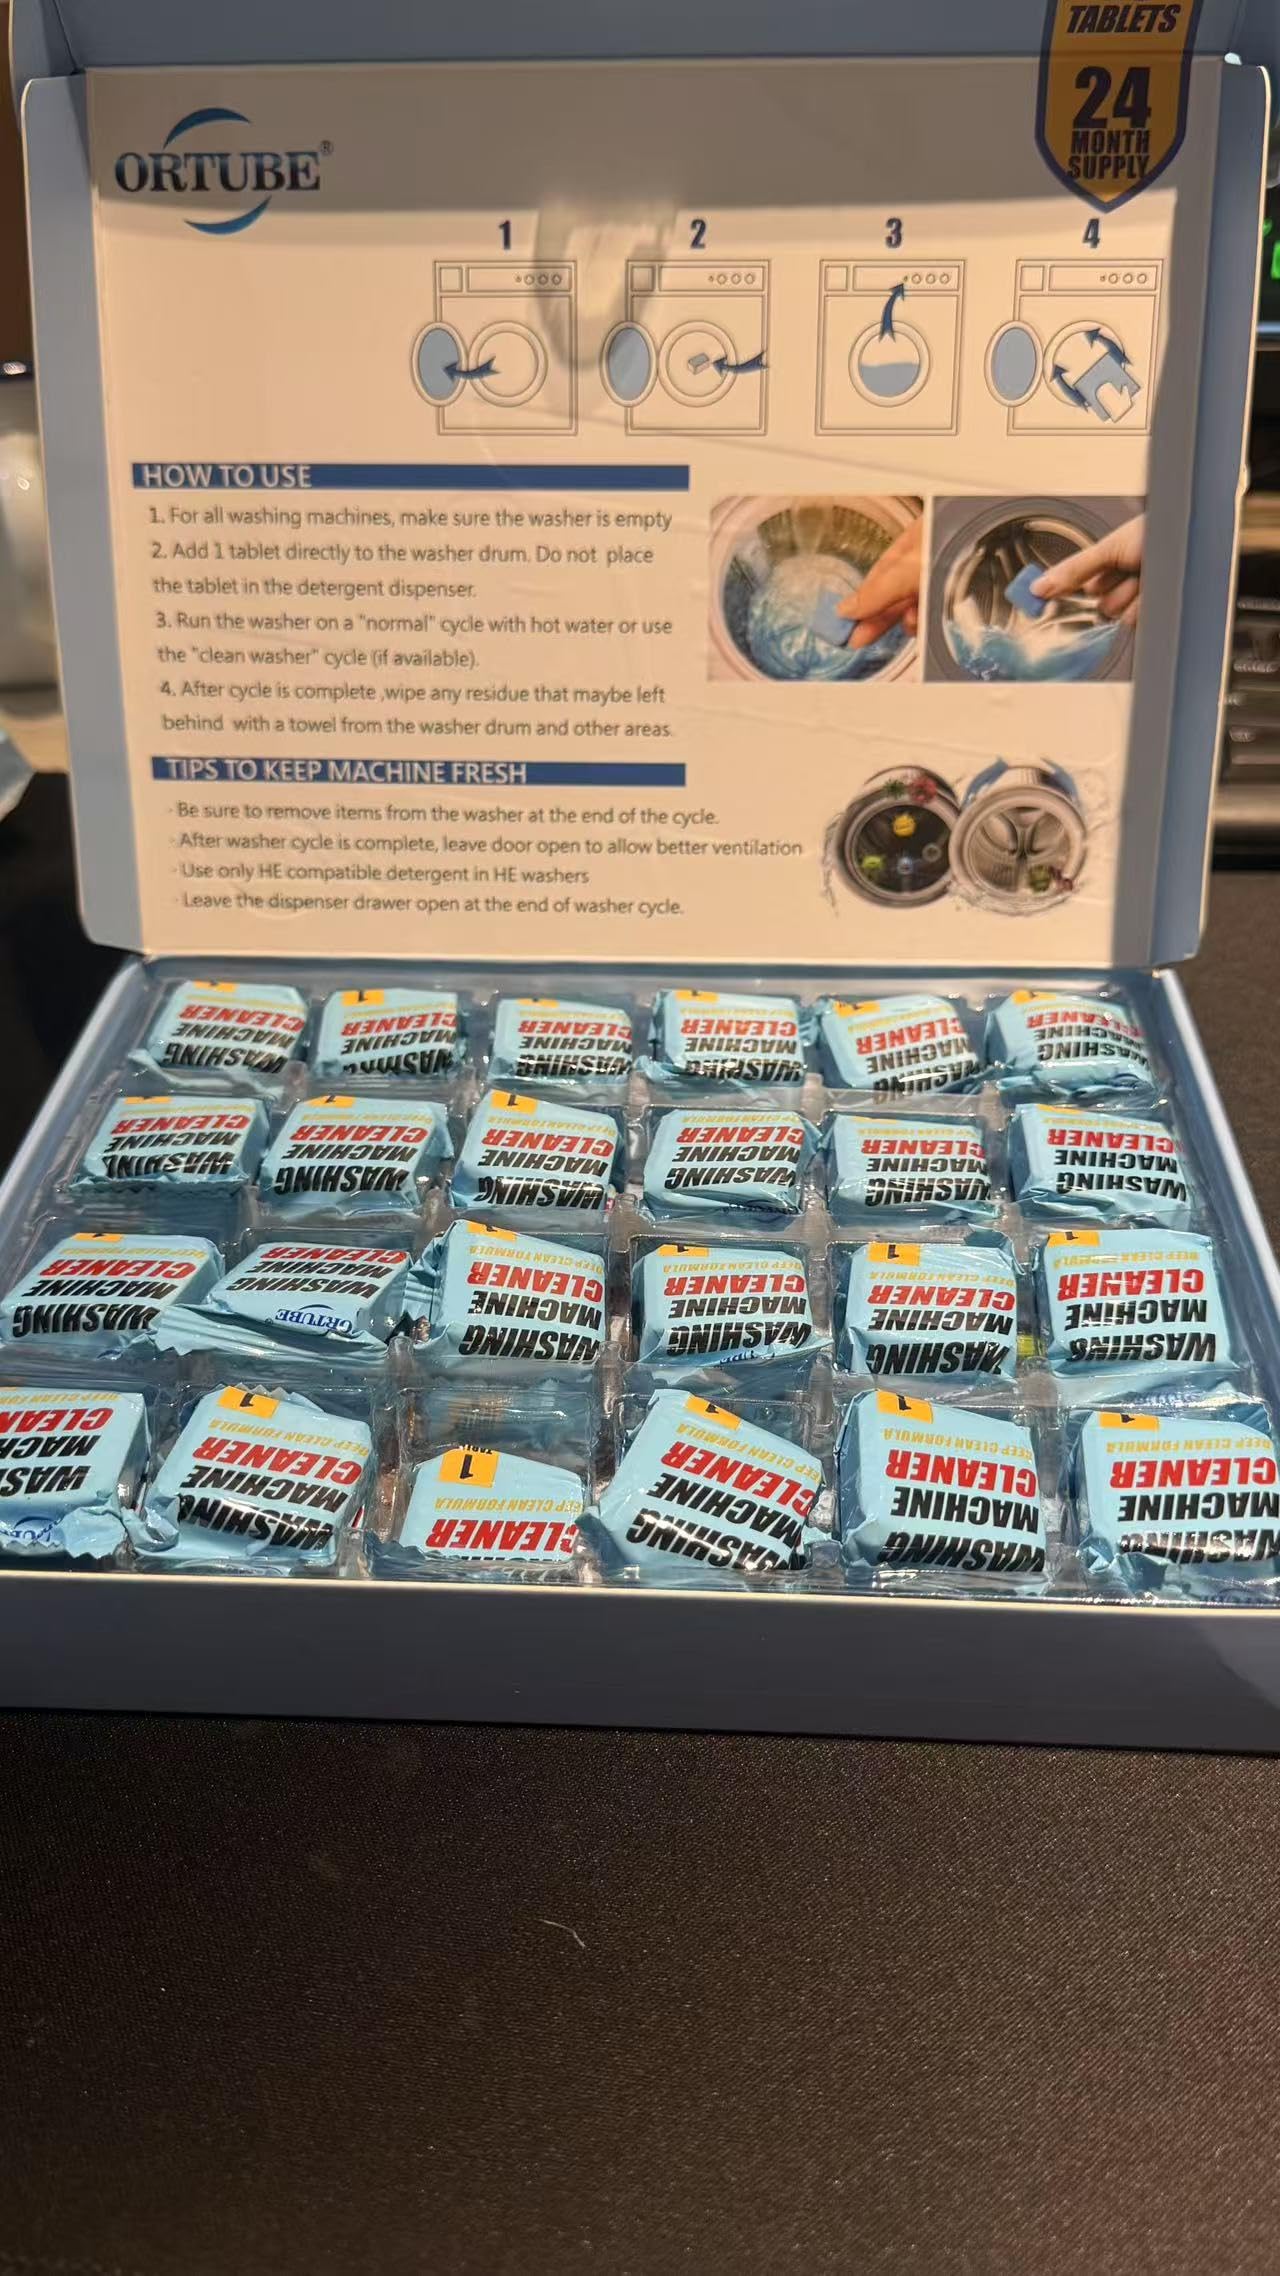 TABLETS
24
MONTH
SUPPLY
ORTUBE®
1 2 3 4
HOW TO USE
1. For all washing machines, make sure the washer is empty
2. Add 1 tablet directly to the washer drum. Do not place
the tablet in the detergent dispenser.
3. Run the washer on a "normal" cycle with hot water or use
the "clean washer" cycle (if available).
4. After cycle is complete ,wipe any residue that maybe left
behind with a towel from the washer drum and other areas.
TIPS TO KEEP MACHINE FRESH
· Be sure to remove items from the washer at the end of the cycle.
· After washer cycle is complete, leave door open to allow better ventilation
· Use only HE compatible detergent in HE washers
· Leave the dispenser drawer open at the end of washer cycle.
WASHING
MACHINE
CLEANER
DEEP CLEAN FORMULA
1
ORTUBE®